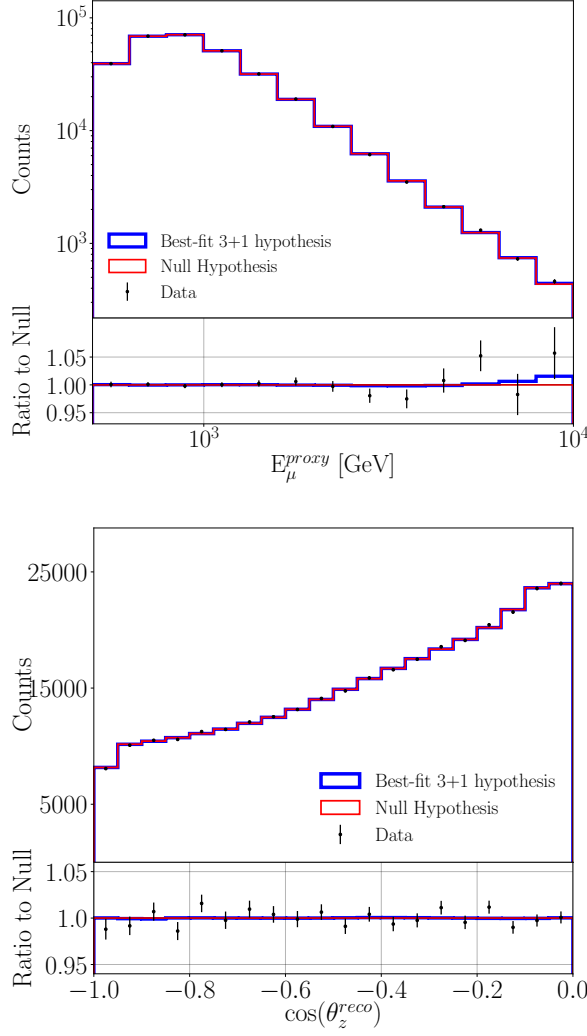 10^5
10^4
10^3
Counts
Best-fit 3+1 hypothesis
Null Hypothesis
Data
1.05
1.00
0.95
Ratio to Null
10^3
10^4
E_μ^{proxy} [GeV]
25000
15000
5000
Counts
Best-fit 3+1 hypothesis
Null Hypothesis
Data
1.05
1.0
0.95
Ratio to Null
−1.0
−0.8
−0.6
−0.4
−0.2
0.0
cos(θ_z^{reco})